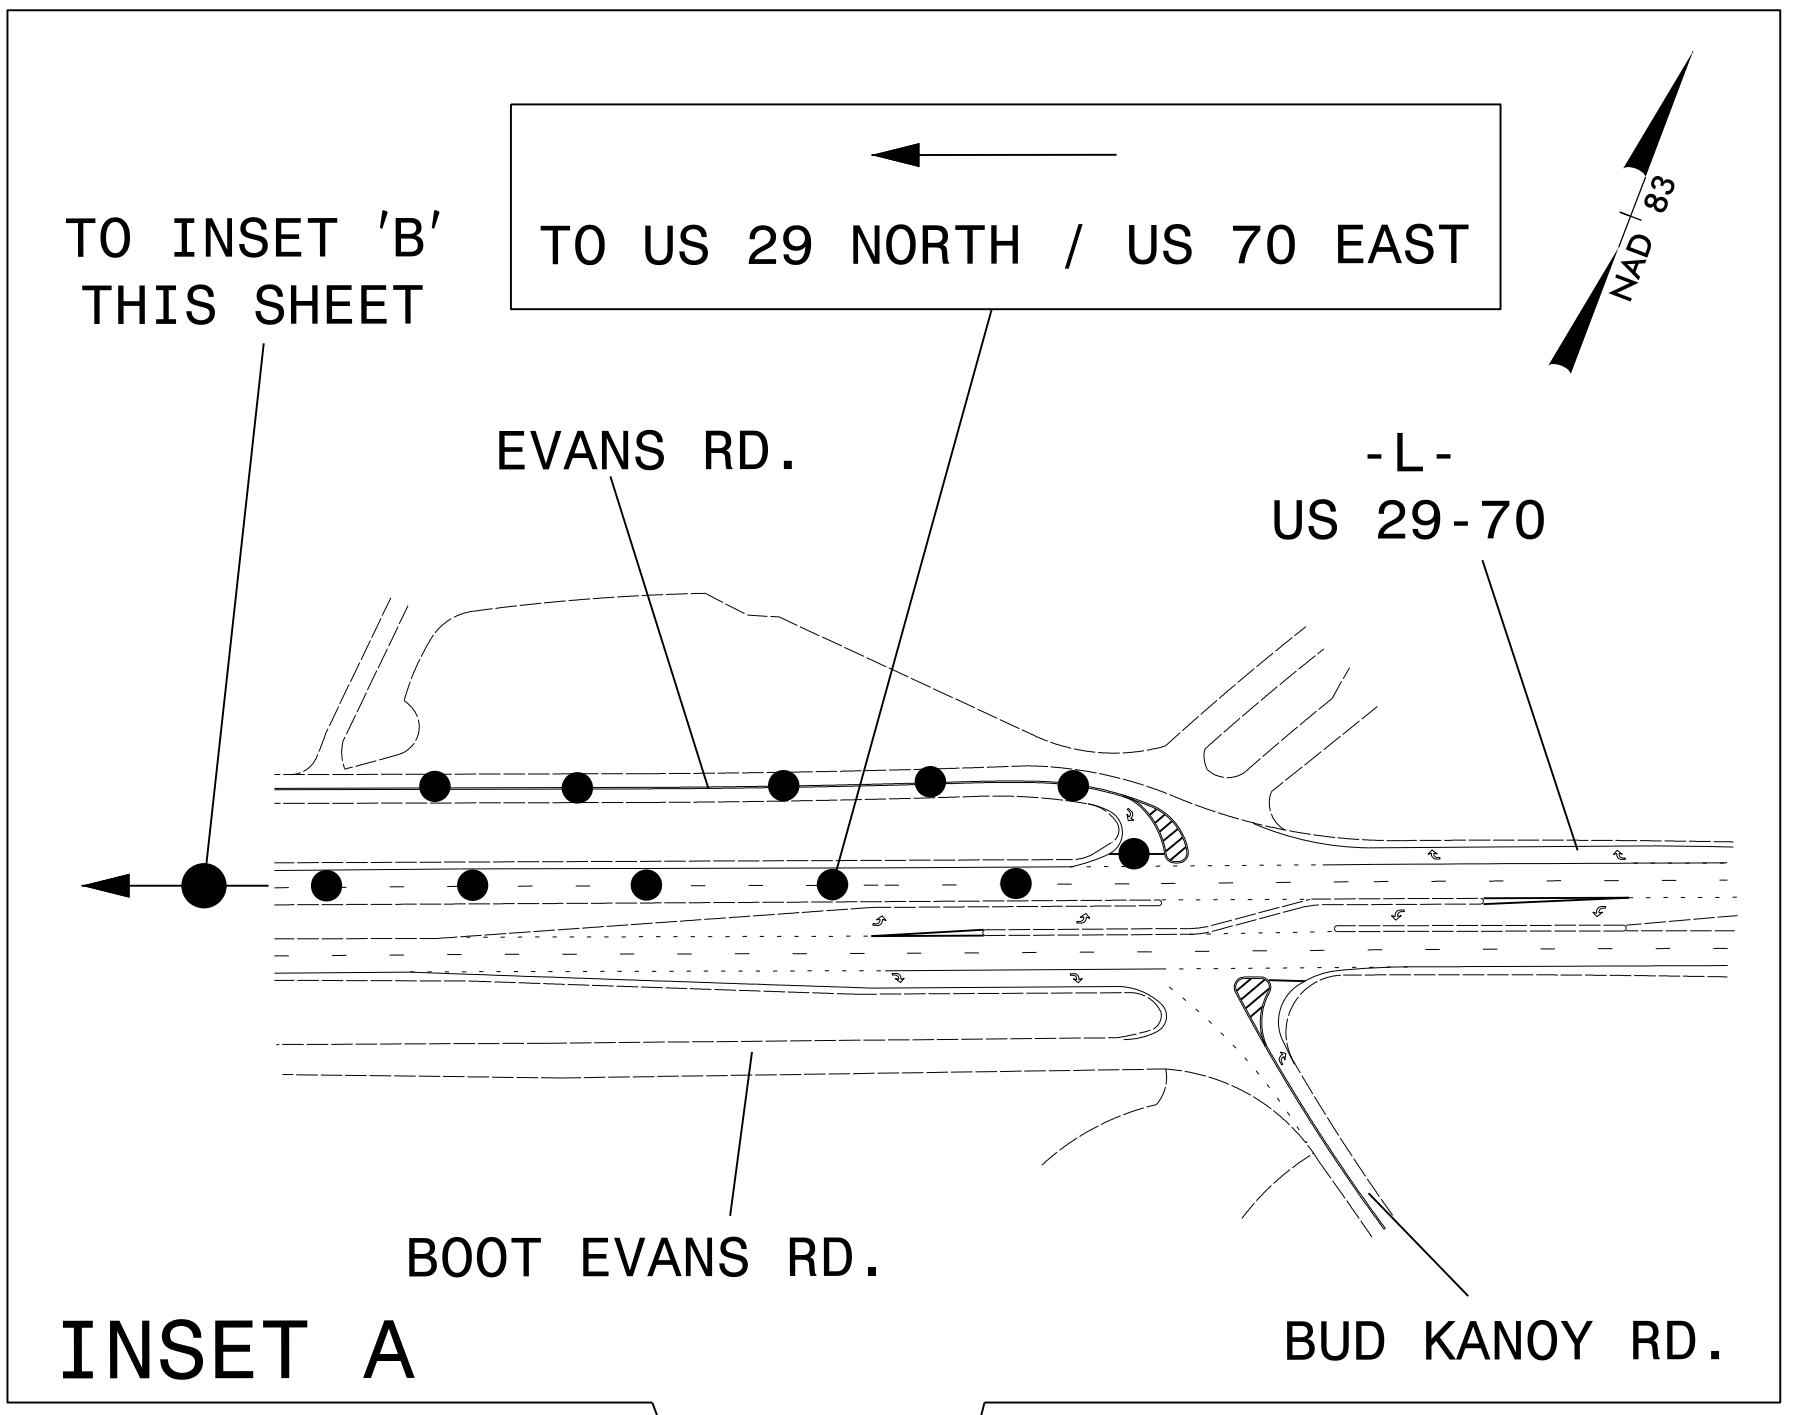 TO US 29 NORTH / US 70 EAST
TO INSET 'B'
THIS SHEET
NAD 83
EVANS RD.
-L-
US 29-70
BOOT EVANS RD.
BUD KANOY RD.
INSET A